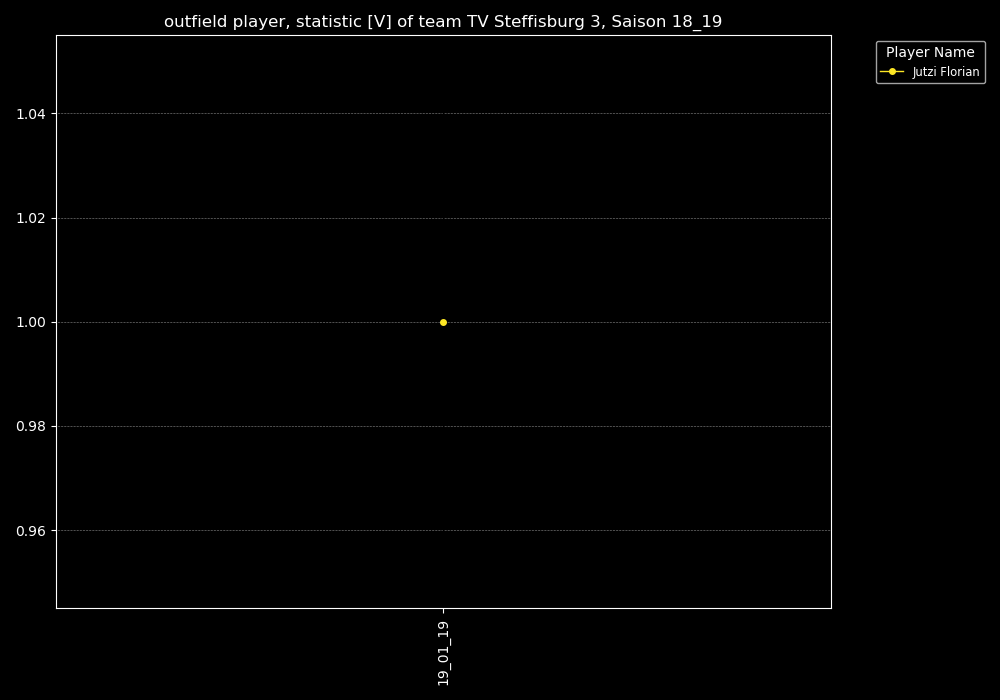 outfield player, statistic [V] of team TV Steffisburg 3, Saison 18_19
Player Name
Jutzi Florian
1.04
1.02
1.00
0.98
0.96
19_01_19